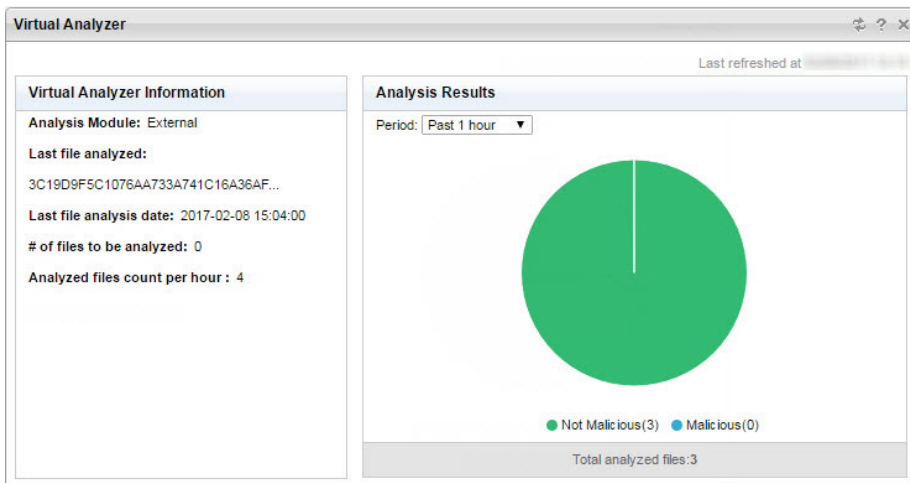 Virtual Analyzer
?
Last refreshed at
Virtual Analyzer Information
Analysis Module: External
Last file analyzed:
3C19D9F5C1076AA733A741C16A36AF...
Last file analysis date: 2017-02-08 15:04:00
# of files to be analyzed: 0
Analyzed files count per hour : 4
Analysis Results
Period: Past 1 hour
Not Malicious(3) Malicious(0)
Total analyzed files:3